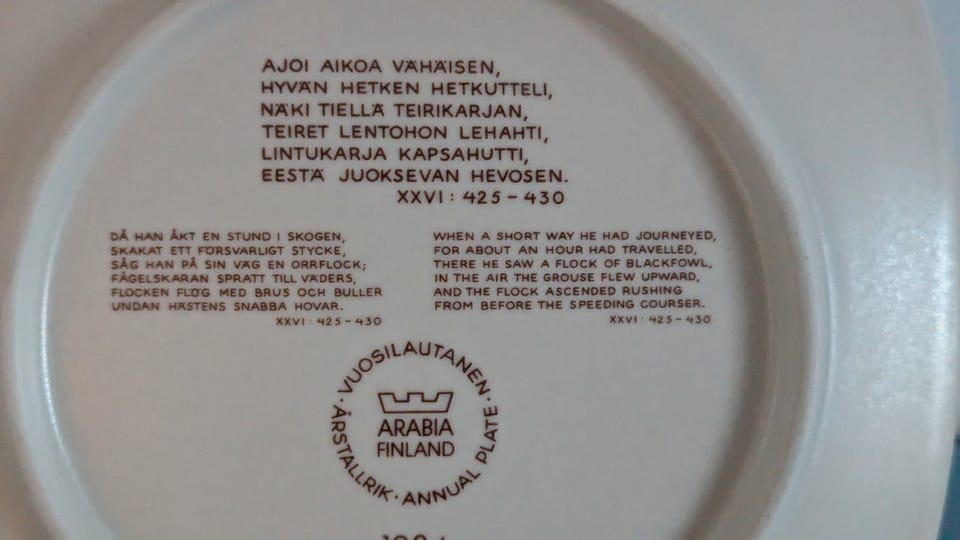 AJOI AIKOA VÄHÄISEN,
HYVÄN HETKEN HETKUTTELI,
NÄKI TIELLÄ TEIRIKARJAN,
TEIRET LENTOHON LEHAHTI,
LINTUKARJA KAPSAHUTTI,
EESTÄ JUOKSEVAN HEVOSEN.
XXVI: 425-430
DÅ HAN ÅKT EN STUND I SKOGEN,
SKAKAT ETT FÖRSVARLIGT STYCKE,
SÅG HAN PÅ SIN VÄG EN ORRFLOCK;
FÅGELSKARAN SPRATT TILL VÄDERS,
FLOCKEN FLÖG MED BRUS OCH BULLER
UNDAN HÄSTENS SNABBA HOVAR.
XXVI: 425-430
WHEN A SHORT WAY HE HAD JOURNEYED,
FOR ABOUT AN HOUR HAD TRAVELLED,
THERE HE SAW A FLOCK OF BLACKFOWL,
IN THE AIR THE GROUSE FLEW UPWARD,
AND THE FLOCK ASCENDED RUSHING
FROM BEFORE THE SPEEDING COURSER.
XXVI: 425-430
VUOSILAUTANEN · ANNUAL PLATE · ÅRSTALLRIK ·
ARABIA
FINLAND